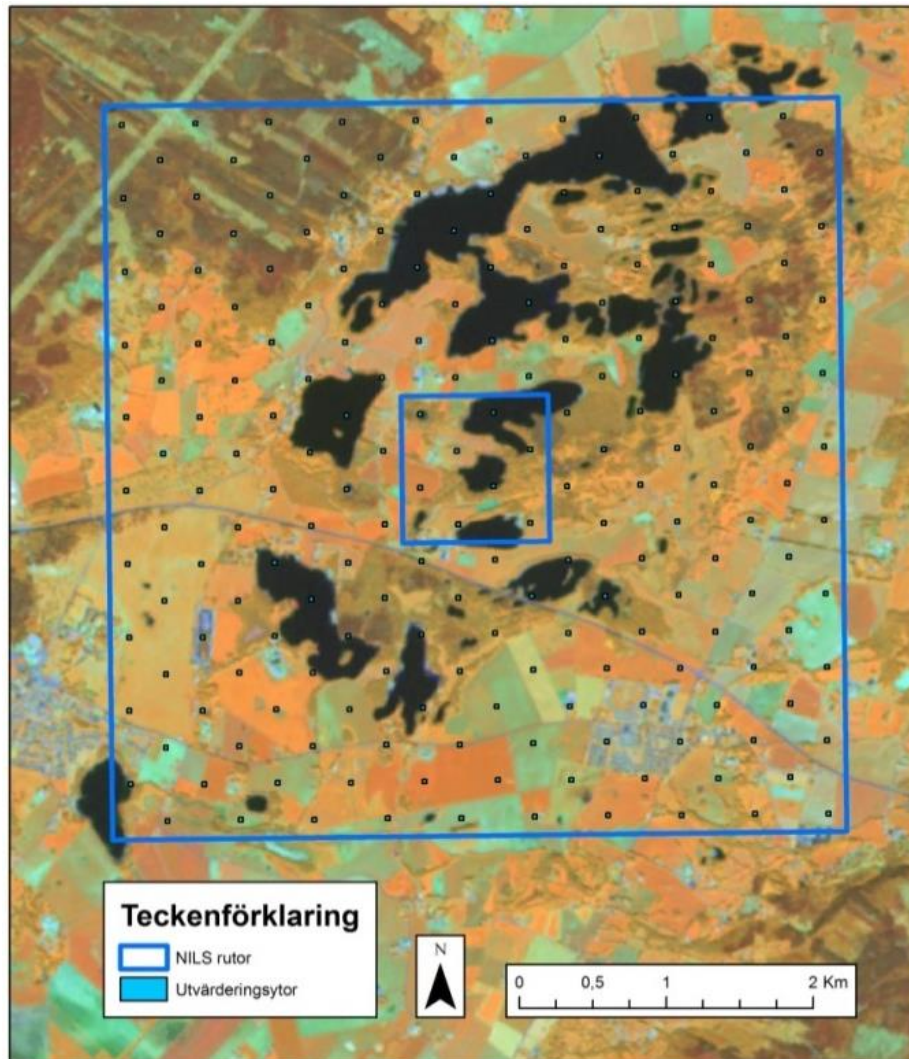 Teckenförklaring
NILS rutor
Utvärderingsytor
N
0 0,5 1 2 Km